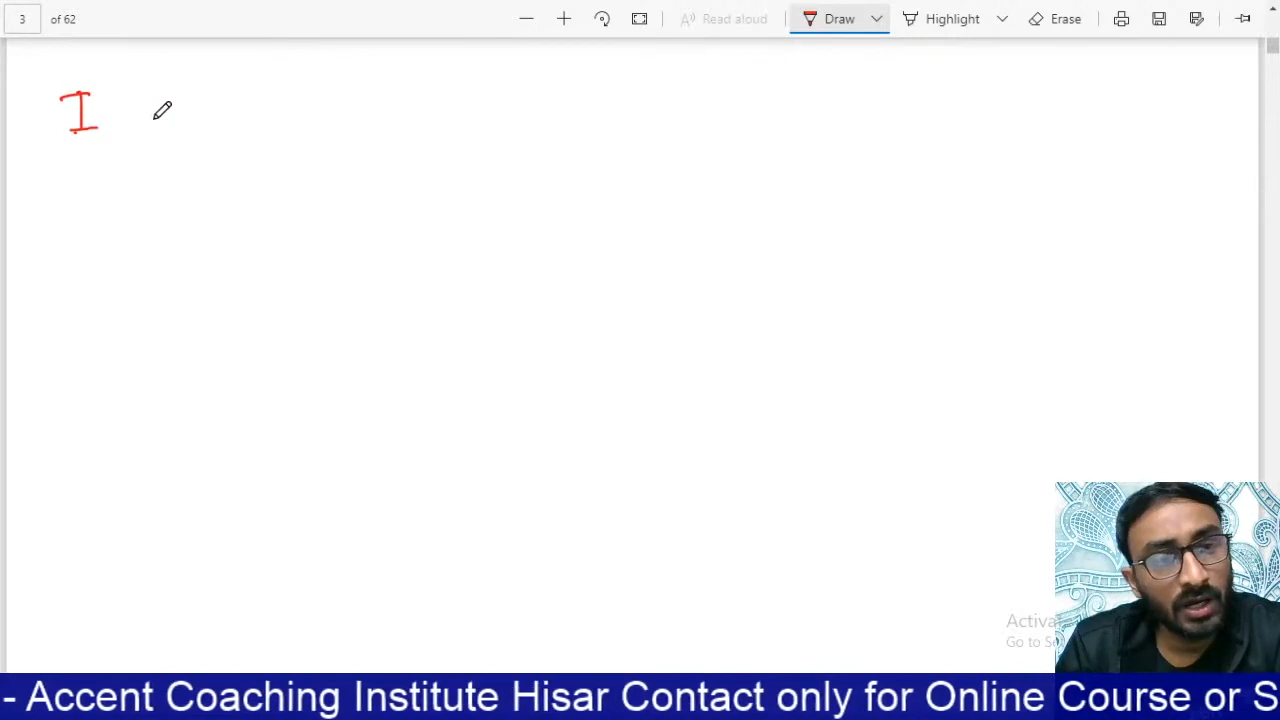 3 of 62 Read aloud Draw Highlight Erase
I
Activa
Go to Se
- Accent Coaching Institute Hisar Contact only for Online Course or S